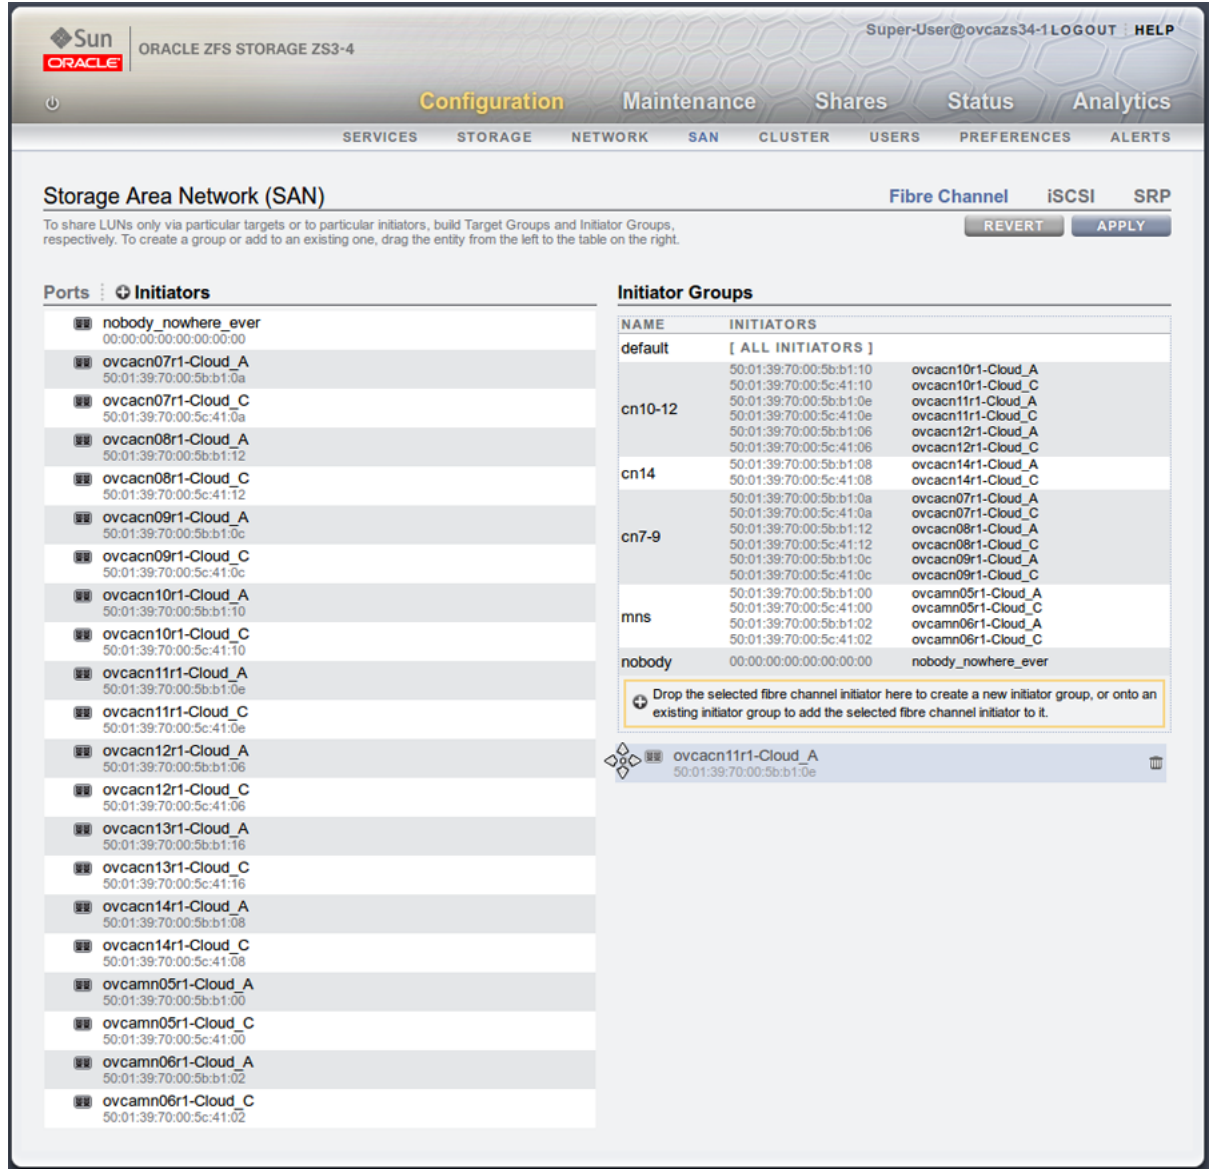 Sun
ORACLE
ORACLE ZFS STORAGE ZS3-4
Super-User@ovcazs34-1 LOGOUT HELP
Configuration Maintenance Shares Status Analytics
SERVICES STORAGE NETWORK SAN CLUSTER USERS PREFERENCES ALERTS
Storage Area Network (SAN)
Fibre Channel iSCSI SRP
To share LUNs only via particular targets or to particular initiators, build Target Groups and Initiator Groups,
respectively. To create a group or add to an existing one, drag the entity from the left to the table on the right.
REVERT APPLY
Ports Initiators
nobody_nowhere_ever
00:00:00:00:00:00:00:00
ovcacn07r1-Cloud_A
50:01:39:70:00:5b:b1:0a
ovcacn07r1-Cloud_C
50:01:39:70:00:5c:41:0a
ovcacn08r1-Cloud_A
50:01:39:70:00:5b:b1:12
ovcacn08r1-Cloud_C
50:01:39:70:00:5c:41:12
ovcacn09r1-Cloud_A
50:01:39:70:00:5b:b1:0c
ovcacn09r1-Cloud_C
50:01:39:70:00:5c:41:0c
ovcacn10r1-Cloud_A
50:01:39:70:00:5b:b1:10
ovcacn10r1-Cloud_C
50:01:39:70:00:5c:41:10
ovcacn11r1-Cloud_A
50:01:39:70:00:5b:b1:0e
ovcacn11r1-Cloud_C
50:01:39:70:00:5c:41:0e
ovcacn12r1-Cloud_A
50:01:39:70:00:5b:b1:06
ovcacn12r1-Cloud_C
50:01:39:70:00:5c:41:06
ovcacn13r1-Cloud_A
50:01:39:70:00:5b:b1:16
ovcacn13r1-Cloud_C
50:01:39:70:00:5c:41:16
ovcacn14r1-Cloud_A
50:01:39:70:00:5b:b1:08
ovcacn14r1-Cloud_C
50:01:39:70:00:5c:41:08
ovcamn05r1-Cloud_A
50:01:39:70:00:5b:b1:00
ovcamn05r1-Cloud_C
50:01:39:70:00:5c:41:00
ovcamn06r1-Cloud_A
50:01:39:70:00:5b:b1:02
ovcamn06r1-Cloud_C
50:01:39:70:00:5c:41:02
Initiator Groups
NAME INITIATORS
default [ ALL INITIATORS ]
cn10-12
50:01:39:70:00:5b:b1:10 ovcacn10r1-Cloud_A
50:01:39:70:00:5c:41:10 ovcacn10r1-Cloud_C
50:01:39:70:00:5b:b1:0e ovcacn11r1-Cloud_A
50:01:39:70:00:5c:41:0e ovcacn11r1-Cloud_C
50:01:39:70:00:5b:b1:06 ovcacn12r1-Cloud_A
50:01:39:70:00:5c:41:06 ovcacn12r1-Cloud_C
cn14
50:01:39:70:00:5b:b1:08 ovcacn14r1-Cloud_A
50:01:39:70:00:5c:41:08 ovcacn14r1-Cloud_C
cn7-9
50:01:39:70:00:5b:b1:0a ovcacn07r1-Cloud_A
50:01:39:70:00:5c:41:0a ovcacn07r1-Cloud_C
50:01:39:70:00:5b:b1:12 ovcacn08r1-Cloud_A
50:01:39:70:00:5c:41:12 ovcacn08r1-Cloud_C
50:01:39:70:00:5b:b1:0c ovcacn09r1-Cloud_A
50:01:39:70:00:5c:41:0c ovcacn09r1-Cloud_C
mns
50:01:39:70:00:5b:b1:00 ovcamn05r1-Cloud_A
50:01:39:70:00:5c:41:00 ovcamn05r1-Cloud_C
50:01:39:70:00:5b:b1:02 ovcamn06r1-Cloud_A
50:01:39:70:00:5c:41:02 ovcamn06r1-Cloud_C
nobody 00:00:00:00:00:00:00:00 nobody_nowhere_ever
Drop the selected fibre channel initiator here to create a new initiator group, or onto an
existing initiator group to add the selected fibre channel initiator to it.
ovcacn11r1-Cloud_A
50:01:39:70:00:5b:b1:0e